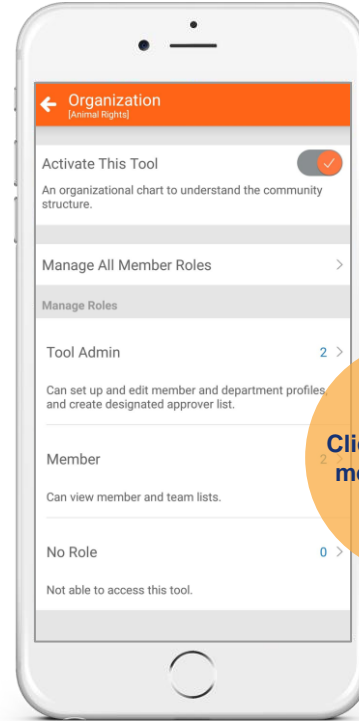 Organization
[Animal Rights]
Activate This Tool
An organizational chart to understand the community
structure.
Manage All Member Roles
Manage Roles
Tool Admin 2
Can set up and edit member and department profiles,
and create designated approver list.
Member 2
Can view member and team lists.
No Role 0
Not able to access this tool.